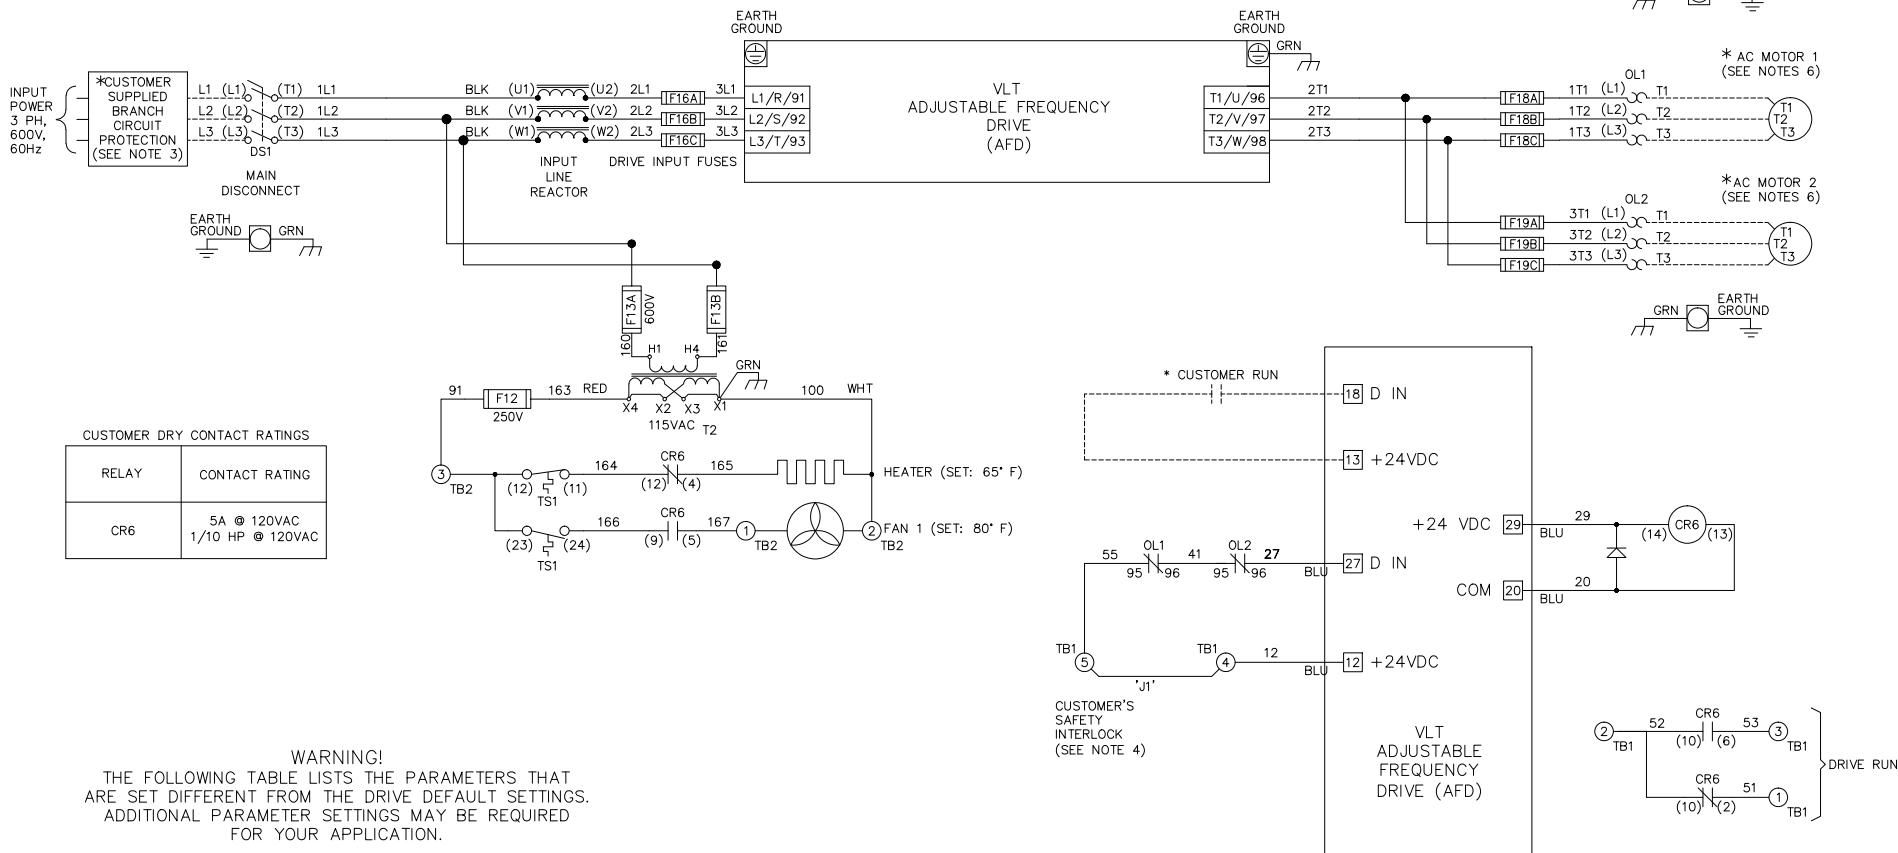 EARTH
GROUND
EARTH
GROUND
GRN
INPUT
POWER
3 PH,
600V,
60Hz
*CUSTOMER
SUPPLIED
BRANCH
CIRCUIT
PROTECTION
(SEE NOTE 3)
L1 (L1) (T1) 1L1 BLK (U1) (U2) 2L1 F16A 3L1 L1/R/91
L2 (L2) (T2) 1L2 BLK (V1) (V2) 2L2 F16B 3L2 L2/S/92
L3 (L3) (T3) 1L3 BLK (W1) (W2) 2L3 F16C 3L3 L3/T/93
DS1
MAIN
DISCONNECT
INPUT
LINE
REACTOR
DRIVE INPUT FUSES
VLT
ADJUSTABLE FREQUENCY
DRIVE
(AFD)
T1/U/96 2T1 F18A 1T1 (L1) OL1 T1
T2/V/97 2T2 F18B 1T2 (L2) T2
T3/W/98 2T3 F18C 1T3 (L3) T3
* AC MOTOR 1
(SEE NOTES 6)
T1
T2
T3
*AC MOTOR 2
(SEE NOTES 6)
OL2
F19A 3T1 (L1) T1
F19B 3T2 (L2) T2
F19C 3T3 (L3) T3
T1
T2
T3
GRN
EARTH
GROUND
EARTH
GROUND
GRN
F13A
600V
F13B
160
161
H1 H4
GRN
91 F12 163 RED
250V
X4 X2 X3 X1
100 WHT
115VAC T2
3
TB2
(12) (11)
TS1
164
CR6
(12) (4)
165
HEATER (SET: 65° F)
(23) (24)
TS1
166
CR6
(9) (5)
167
1
TB2
2
TB2
FAN 1 (SET: 80° F)
CUSTOMER DRY CONTACT RATINGS
RELAY CONTACT RATING
CR6 5A @ 120VAC
1/10 HP @ 120VAC
* CUSTOMER RUN
18 D IN
13 +24VDC
+24 VDC 29
29
BLU
CR6
(14) (13)
COM 20
20
BLU
55
OL1
95 96
41
OL2
95 96
27
BLU
27 D IN
TB1
5
TB1
4
12
BLU
12 +24VDC
'J1'
CUSTOMER'S
SAFETY
INTERLOCK
(SEE NOTE 4)
VLT
ADJUSTABLE
FREQUENCY
DRIVE (AFD)
2
TB1
52
CR6
(10) (6)
53
3
TB1
CR6
(10) (2)
51
1
TB1
DRIVE RUN
WARNING!
THE FOLLOWING TABLE LISTS THE PARAMETERS THAT
ARE SET DIFFERENT FROM THE DRIVE DEFAULT SETTINGS.
ADDITIONAL PARAMETER SETTINGS MAY BE REQUIRED
FOR YOUR APPLICATION.